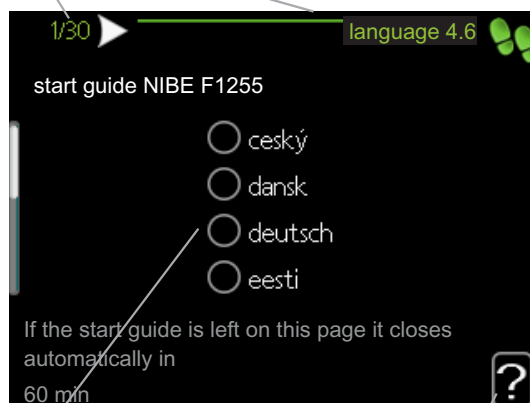 1/30
language 4.6
start guide NIBE F1255
ceský
dansk
deutsch
eesti
If the start guide is left on this page it closes
automatically in
60 min
?